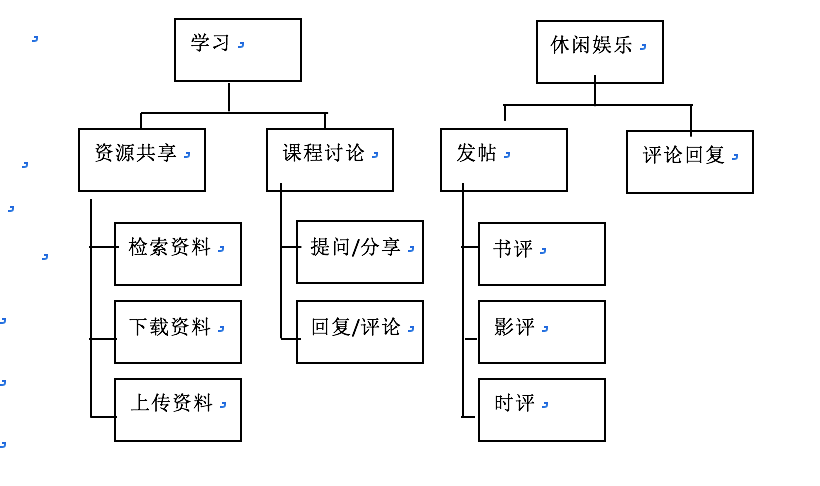 学习
休闲娱乐
资源共享
课程讨论
发帖
评论回复
检索资料
提问/分享
书评
下载资料
回复/评论
影评
上传资料
时评